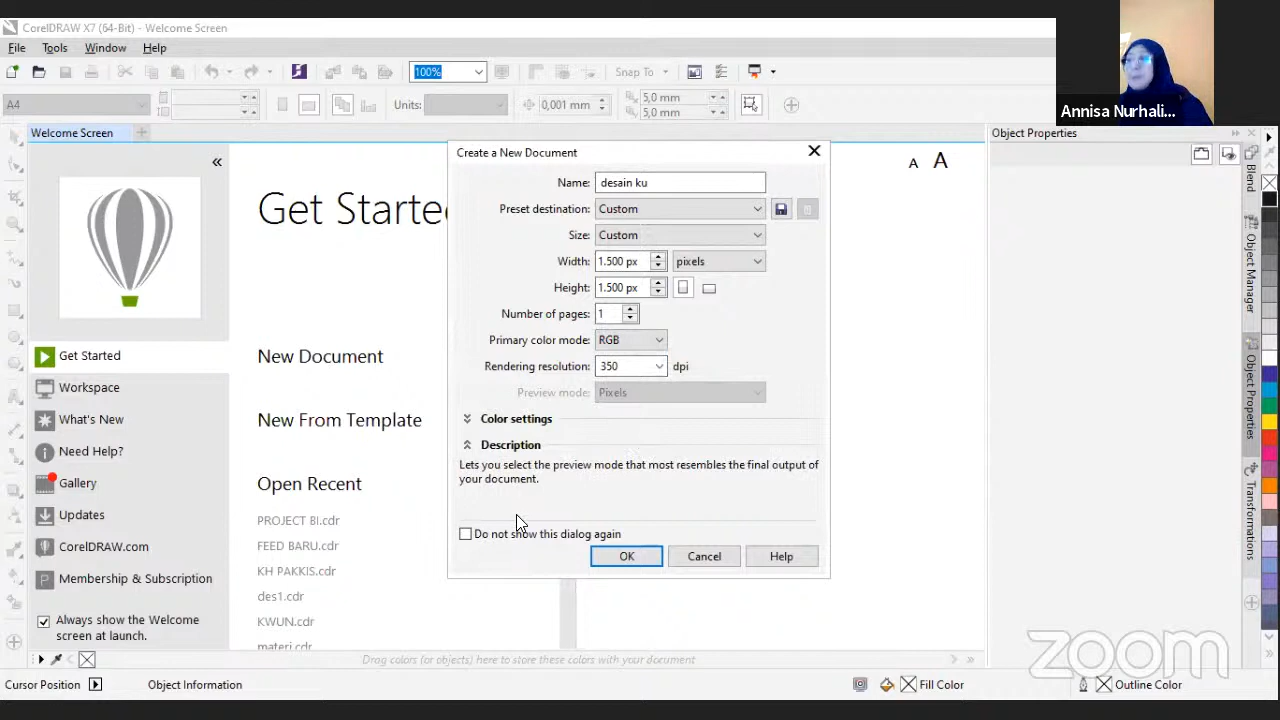 CorelDRAW X7 (64-Bit) - Welcome Screen
File Tools Window Help
100%
Snap To
A4
Units:
0,001 mm
5,0 mm
5,0 mm
Annisa Nurhali...
Welcome Screen
Object Properties
Create a New Document
A A
Get Started
Name: desain ku
Preset destination: Custom
Size: Custom
Width: 1.500 px pixels
Height: 1.500 px
Number of pages: 1
Primary color mode: RGB
Rendering resolution: 350 dpi
Preview mode: Pixels
Color settings
Description
Lets you select the preview mode that most resembles the final output of
your document.
Do not show this dialog again
OK Cancel Help
Get Started
Workspace
What's New
Need Help?
Gallery
Updates
CorelDRAW.com
Membership & Subscription
Always show the Welcome
screen at launch.
New Document
New From Template
Open Recent
PROJECT BI.cdr
FEED BARU.cdr
KH PAKKIS.cdr
des1.cdr
KWUN.cdr
materi.cdr
Blend
Object Manager
Object Properties
Transformations
zoom
Drag colors (or objects) here to store these colors with your document
Cursor Position
Object Information
Fill Color
Outline Color